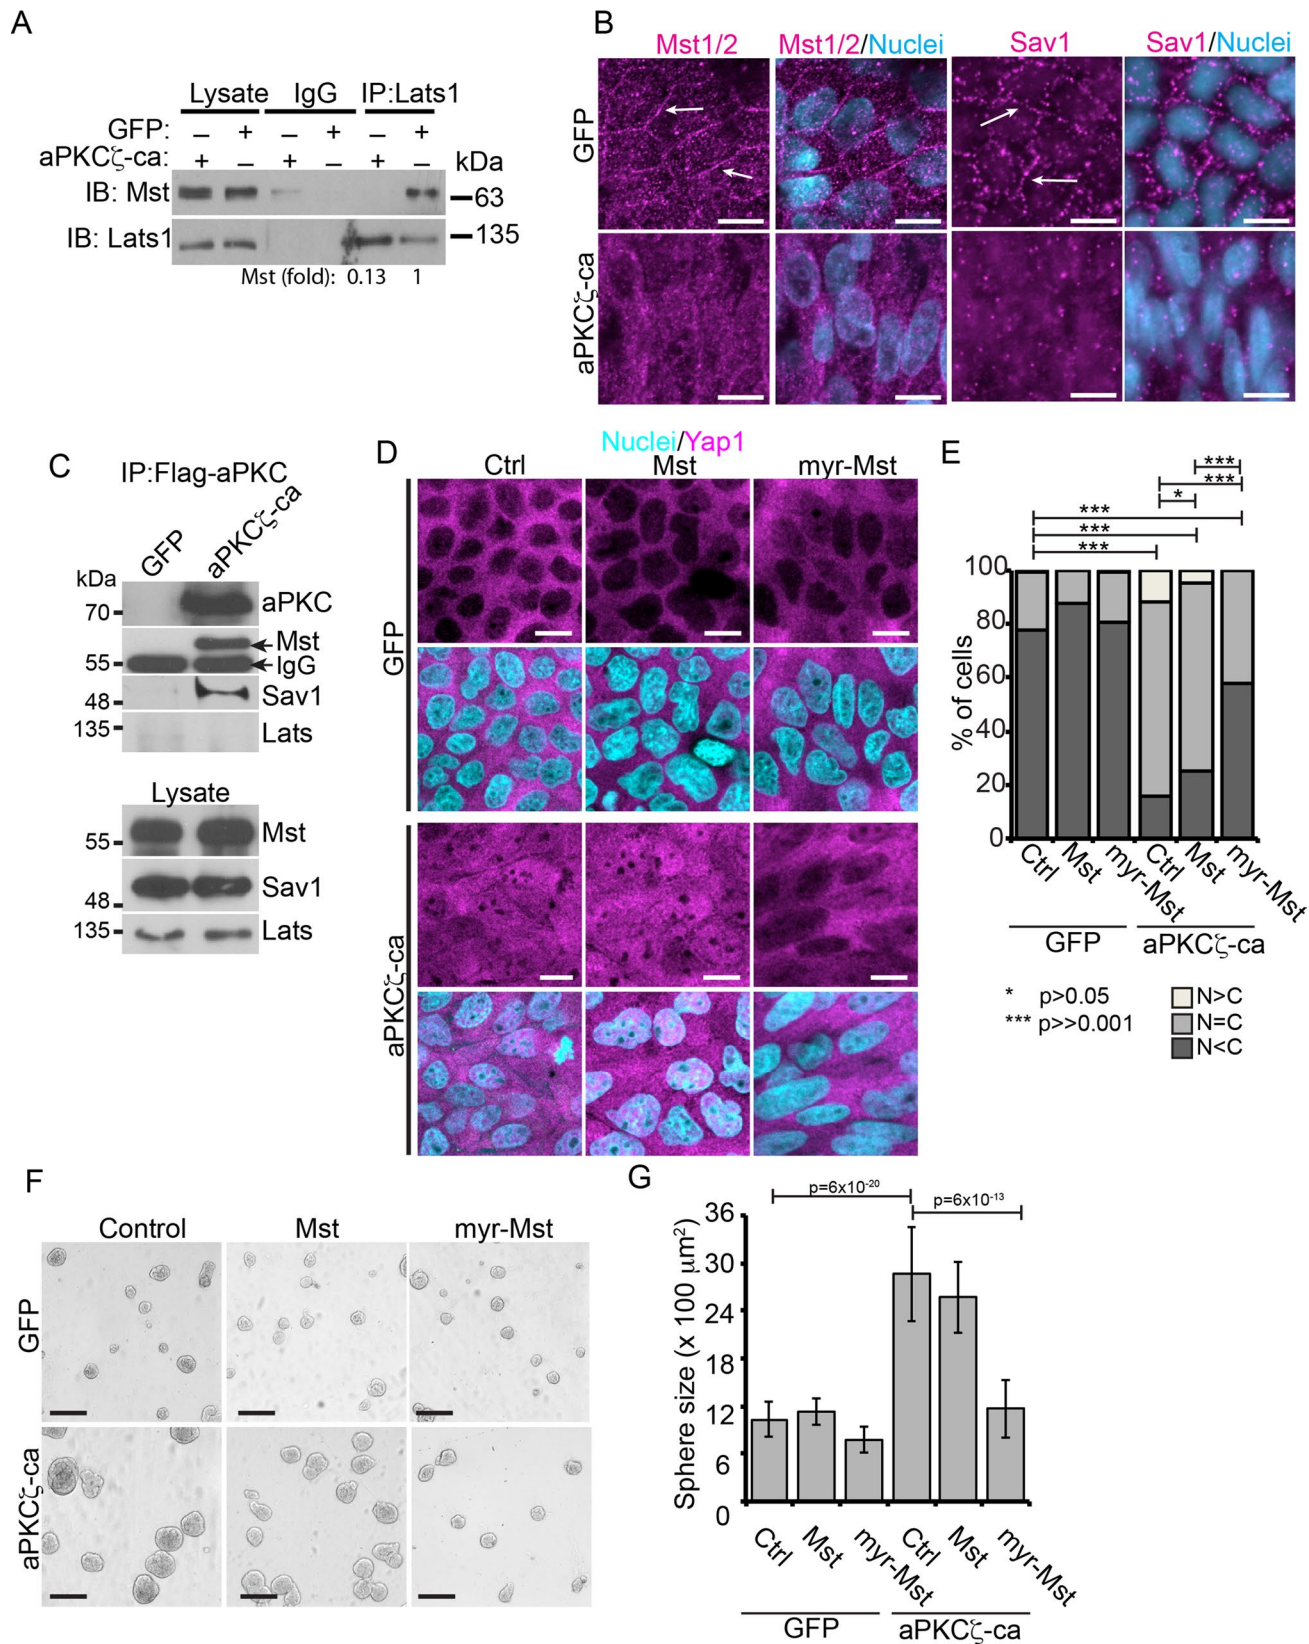 A
Lysate IgG IP:Lats1
GFP: – + – + – +
aPKCζ-ca: + – + – + – kDa
IB: Mst 63
IB: Lats1 135
Mst (fold): 0.13 1
B
Mst1/2 Mst1/2/Nuclei Sav1 Sav1/Nuclei
GFP
aPKCζ-ca
C
IP:Flag-aPKC
GFP aPKCζ-ca
kDa
70 aPKC
Mst
55 IgG
48 Sav1
135 Lats
Lysate
55 Mst
48 Sav1
135 Lats
D
Nuclei/Yap1
Ctrl Mst myr-Mst
GFP
aPKCζ-ca
E
***
***
*
***
***
***
% of cells
100
80
60
40
20
0
Ctrl Mst myr-Mst Ctrl Mst myr-Mst
GFP aPKCζ-ca
* p>0.05
*** p>>0.001
N>C
N=C
N<C
F
Control Mst myr-Mst
GFP
aPKCζ-ca
G
p=6x10-20
p=6x10-13
Sphere size (x 100 μm2)
36
30
24
18
12
6
0
Ctrl Mst myr-Mst Ctrl Mst myr-Mst
GFP aPKCζ-ca